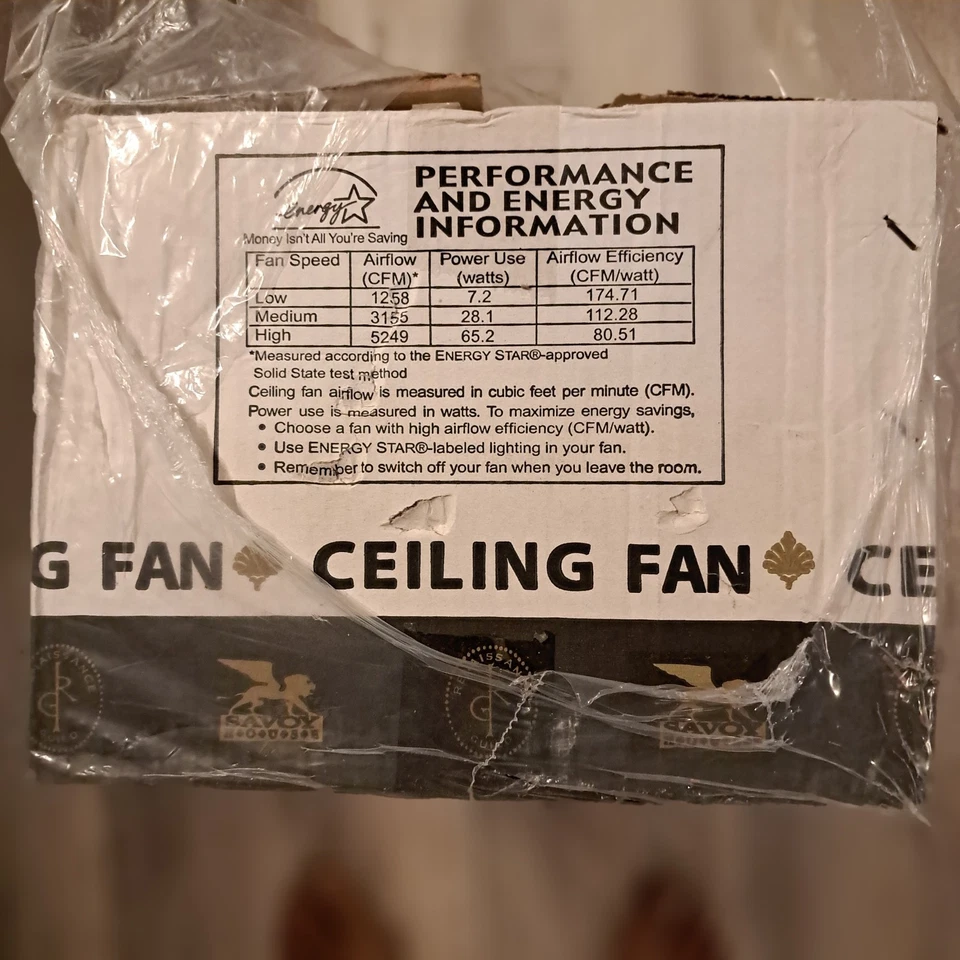 energy
PERFORMANCE
AND ENERGY
INFORMATION
Money Isn't All You're Saving
Fan Speed Airflow (CFM)* Power Use (watts) Airflow Efficiency (CFM/watt)
Low 1258 7.2 174.71
Medium 3155 28.1 112.28
High 5249 65.2 80.51
*Measured according to the ENERGY STAR®-approved
Solid State test method
Ceiling fan airflow is measured in cubic feet per minute (CFM).
Power use is measured in watts. To maximize energy savings,
• Choose a fan with high airflow efficiency (CFM/watt).
• Use ENERGY STAR®-labeled lighting in your fan.
• Remember to switch off your fan when you leave the room.
G FAN CEILING FAN CE
SAVOY
HOUSE
SAVOY
HOUSE